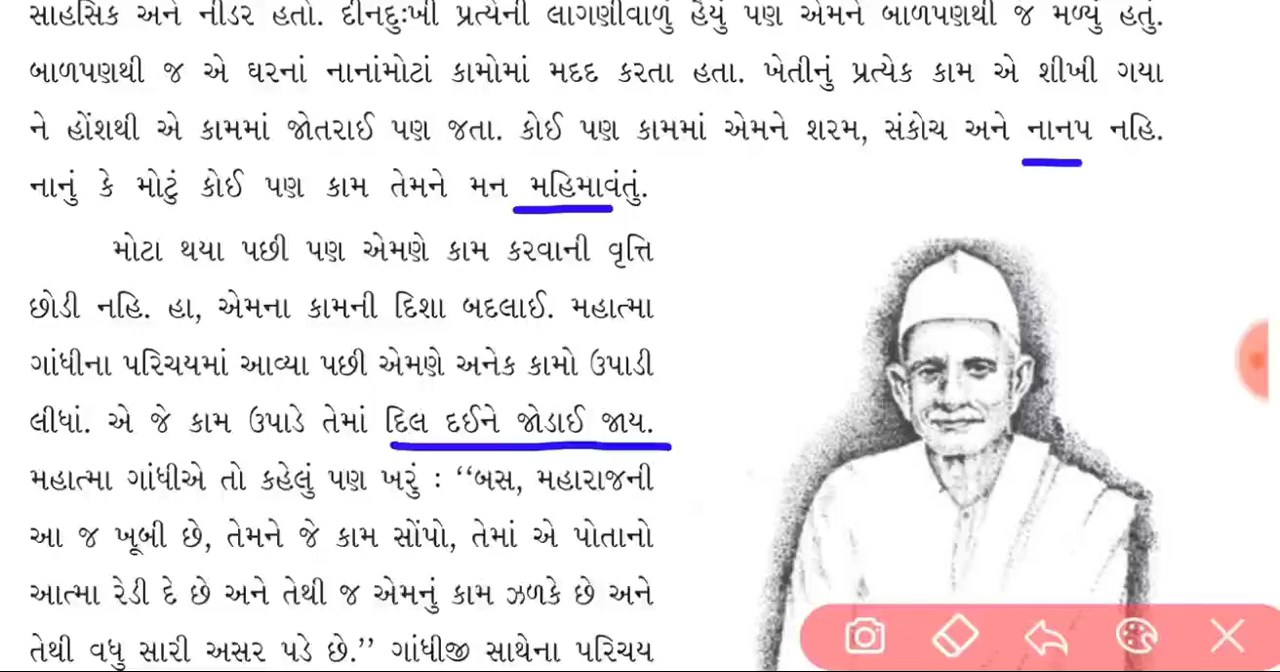 સાહસિક અને નીડર હતો. દીનદુઃખી પ્રત્યેની લાગણીવાળું હૈયું પણ એમને બાળપણથી જ મળ્યું હતું.
બાળપણથી જ એ ઘરનાં નાનાંમોટાં કામોમાં મદદ કરતા હતા. ખેતીનું પ્રત્યેક કામ એ શીખી ગયા
ને હોંશથી એ કામમાં જોતરાઈ પણ જતા. કોઈ પણ કામમાં એમને શરમ, સંકોચ અને નાનપ નહિ.
નાનું કે મોટું કોઈ પણ કામ તેમને મન મહિમાવંતું.
મોટા થયા પછી પણ એમણે કામ કરવાની વૃત્તિ
છોડી નહિ. હા, એમના કામની દિશા બદલાઈ. મહાત્મા
ગાંધીના પરિચયમાં આવ્યા પછી એમણે અનેક કામો ઉપાડી
લીધાં. એ જે કામ ઉપાડે તેમાં દિલ દઈને જોડાઈ જાય.
મહાત્મા ગાંધીએ તો કહેલું પણ ખરું : “બસ, મહારાજની
આ જ ખૂબી છે, તેમને જે કામ સોંપો, તેમાં એ પોતાનો
આત્મા રેડી દે છે અને તેથી જ એમનું કામ ઝળકે છે અને
તેથી વધુ સારી અસર પડે છે.” ગાંધીજી સાથેના પરિચય